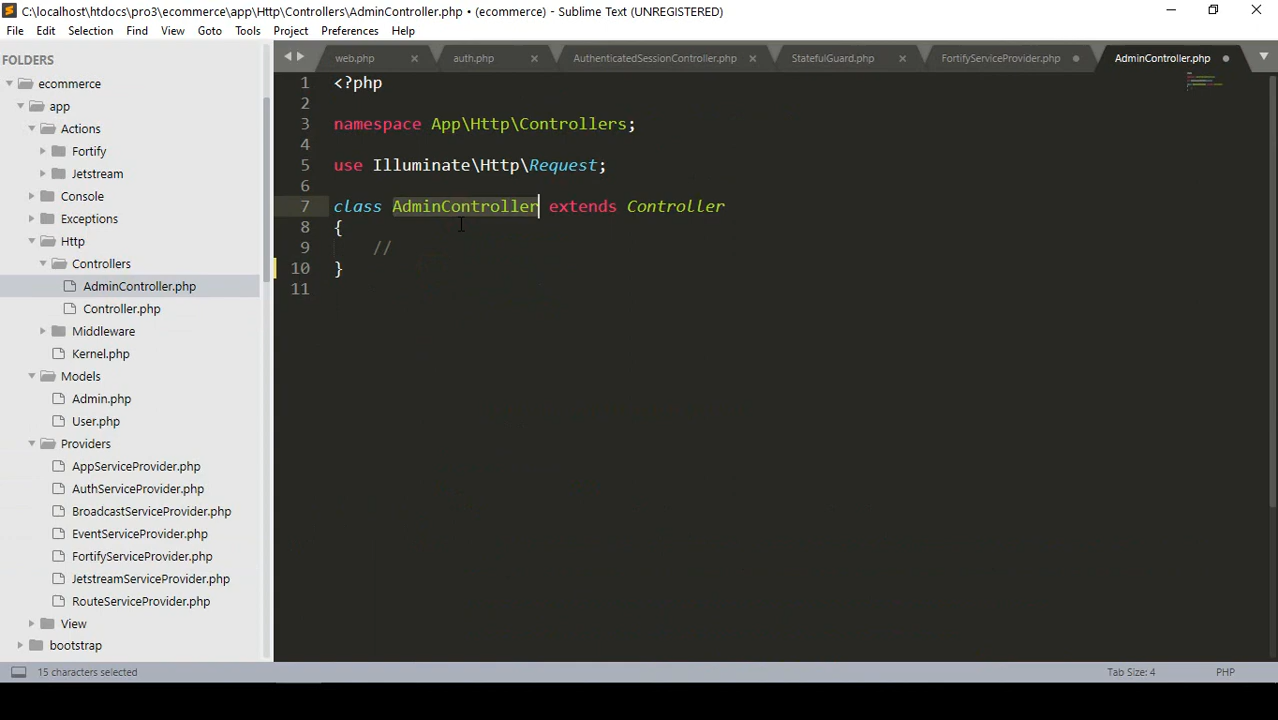 C:\localhost\htdocs\pro3\ecommerce\app\Http\Controllers\AdminController.php • (ecommerce) - Sublime Text (UNREGISTERED)
File Edit Selection Find View Goto Tools Project Preferences Help
FOLDERS
ecommerce
app
Actions
Fortify
Jetstream
Console
Exceptions
Http
Controllers
AdminController.php
Controller.php
Middleware
Kernel.php
Models
Admin.php
User.php
Providers
AppServiceProvider.php
AuthServiceProvider.php
BroadcastServiceProvider.php
EventServiceProvider.php
FortifyServiceProvider.php
JetstreamServiceProvider.php
RouteServiceProvider.php
View
bootstrap
web.php auth.php AuthenticatedSessionController.php StatefulGuard.php FortifyServiceProvider.php AdminController.php
1 <?php
2
3 namespace App\Http\Controllers;
4
5 use Illuminate\Http\Request;
6
7 class AdminController extends Controller
8 {
9 //
10 }
11
15 characters selected Tab Size: 4 PHP